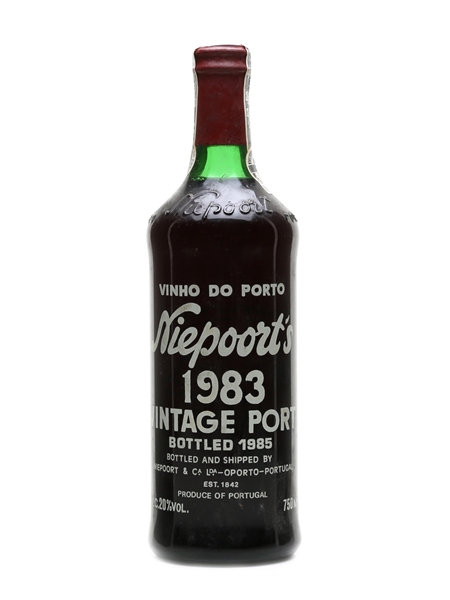 Niepoort
VINHO DO PORTO
Niepoort's
1983
VINTAGE PORT
BOTTLED 1985
BOTTLED AND SHIPPED BY
NIEPOORT & Cª LDA-OPORTO-PORTUGAL
EST. 1842
PRODUCE OF PORTUGAL
C.20%VOL.
750